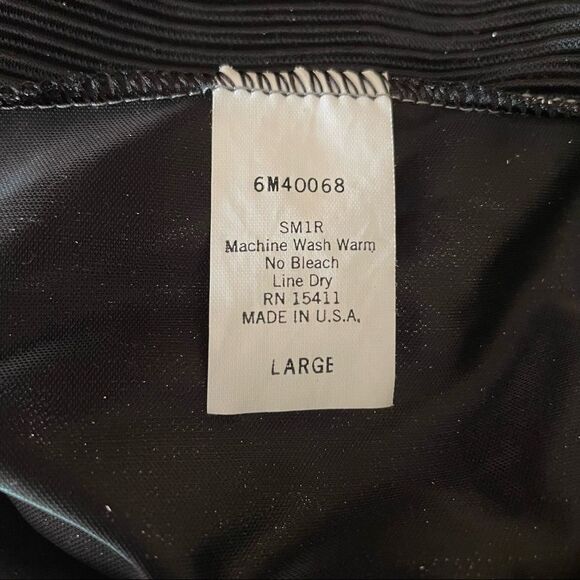 6M40068
SM1R
Machine Wash Warm
No Bleach
Line Dry
RN 15411
MADE IN U.S.A.
LARGE